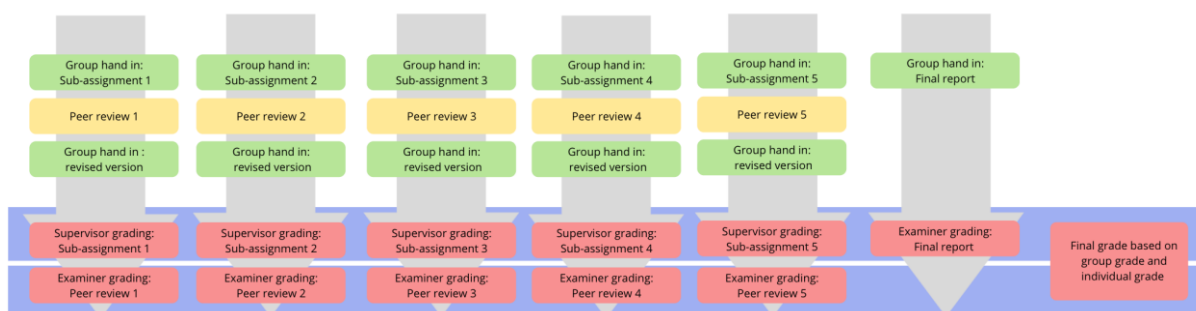 Group hand in:
Sub-assignment 1
Group hand in:
Sub-assignment 2
Group hand in:
Sub-assignment 3
Group hand in:
Sub-assignment 4
Group hand in:
Sub-assignment 5
Group hand in:
Final report
Peer review 1
Peer review 2
Peer review 3
Peer review 4
Peer review 5
Group hand in :
revised version
Group hand in:
revised version
Group hand in:
revised version
Group hand in:
revised version
Group hand in:
revised version
Supervisor grading:
Sub-assignment 1
Supervisor grading:
Sub-assignment 2
Supervisor grading:
Sub-assignment 3
Supervisor grading:
Sub-assignment 4
Supervisor grading:
Sub-assignment 5
Examiner grading:
Final report
Final grade based on
group grade and
individual grade
Examiner grading:
Peer review 1
Examiner grading:
Peer review 2
Examiner grading:
Peer review 3
Examiner grading:
Peer review 4
Examiner grading:
Peer review 5